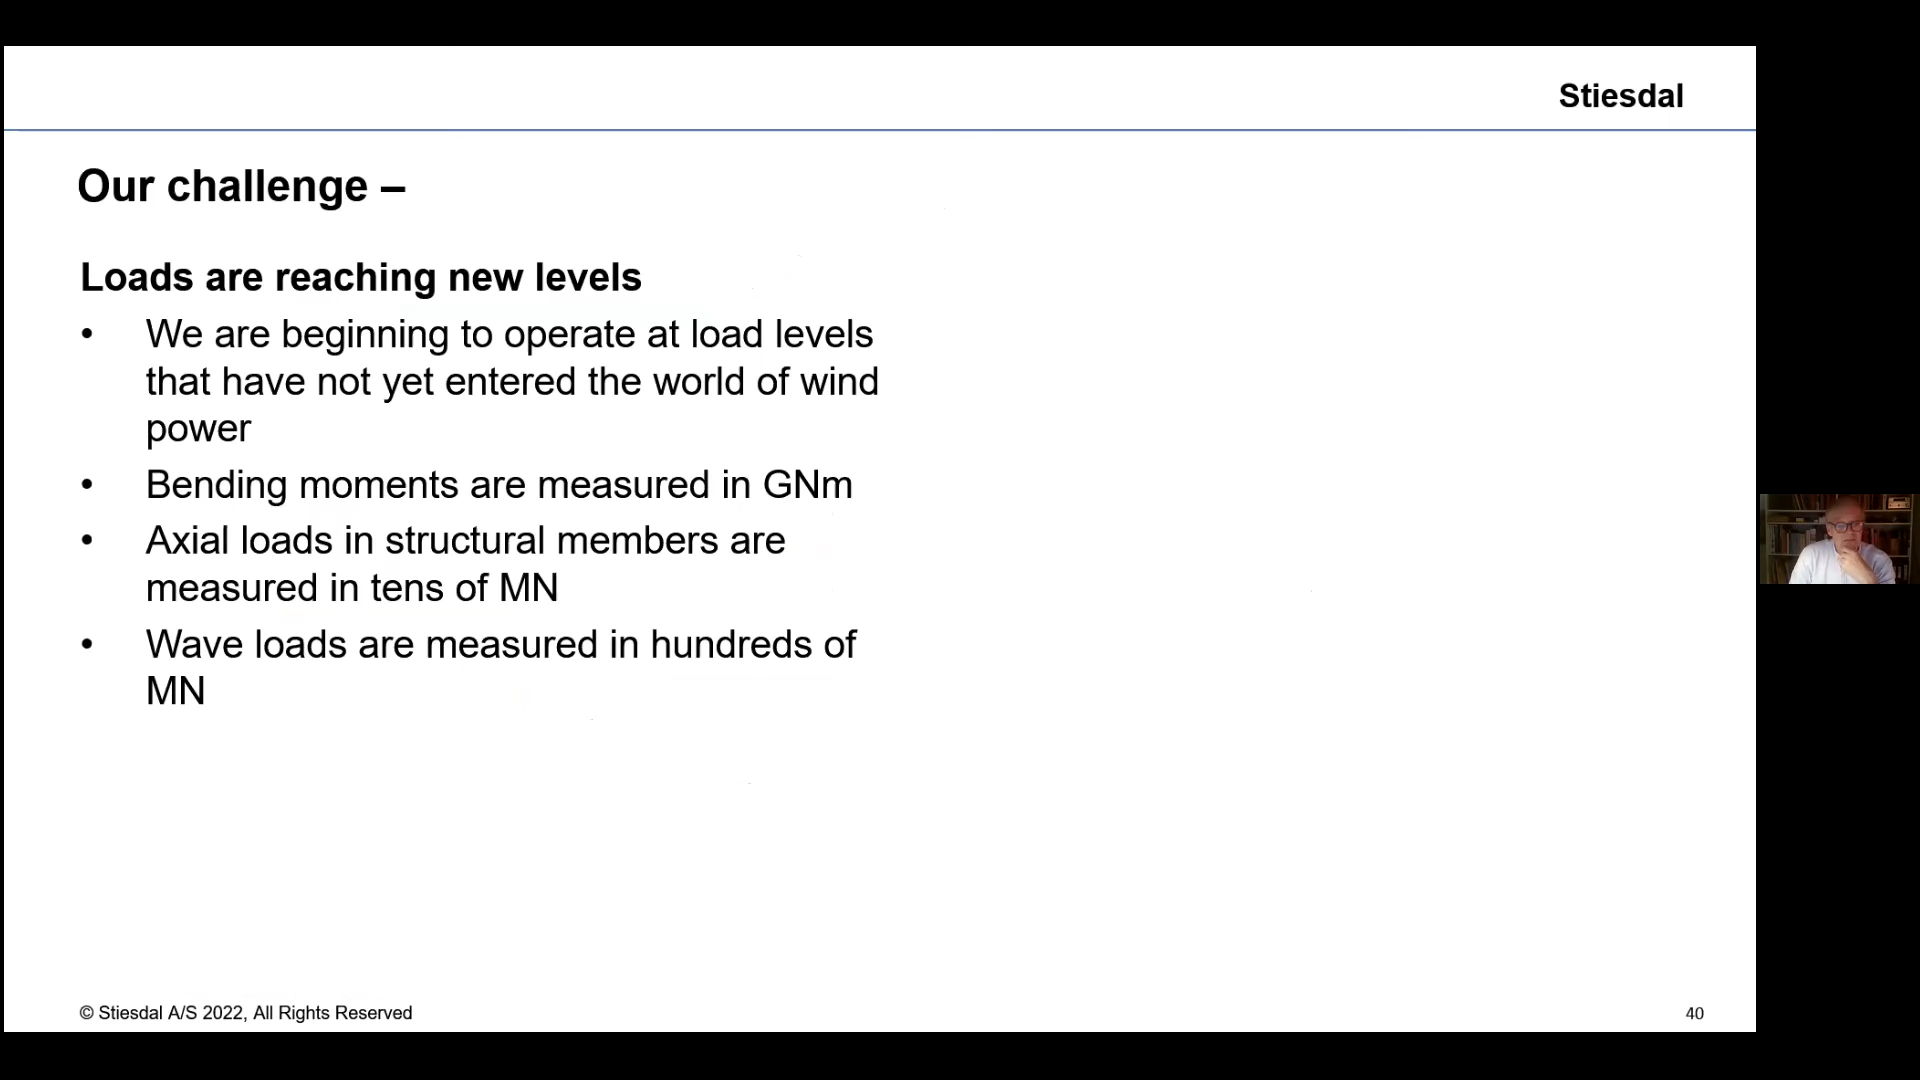 Stiesdal
Our challenge –
Loads are reaching new levels
• We are beginning to operate at load levels
that have not yet entered the world of wind
power
• Bending moments are measured in GNm
• Axial loads in structural members are
measured in tens of MN
• Wave loads are measured in hundreds of
MN
© Stiesdal A/S 2022, All Rights Reserved
40